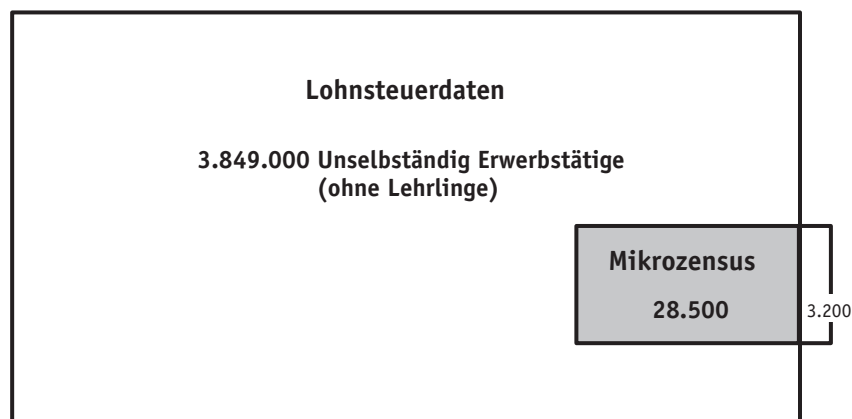 Lohnsteuerdaten
3.849.000 Unselbständig Erwerbstätige
(ohne Lehrlinge)
Mikrozensus
28.500
3.200